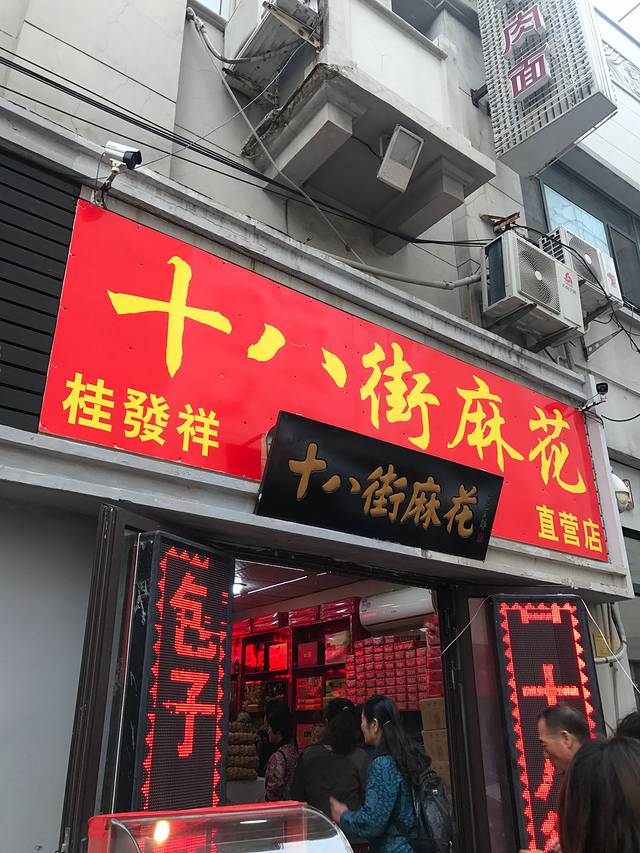 肉面
十八街麻花
桂發祥
直营店
十八街麻花
包子
十